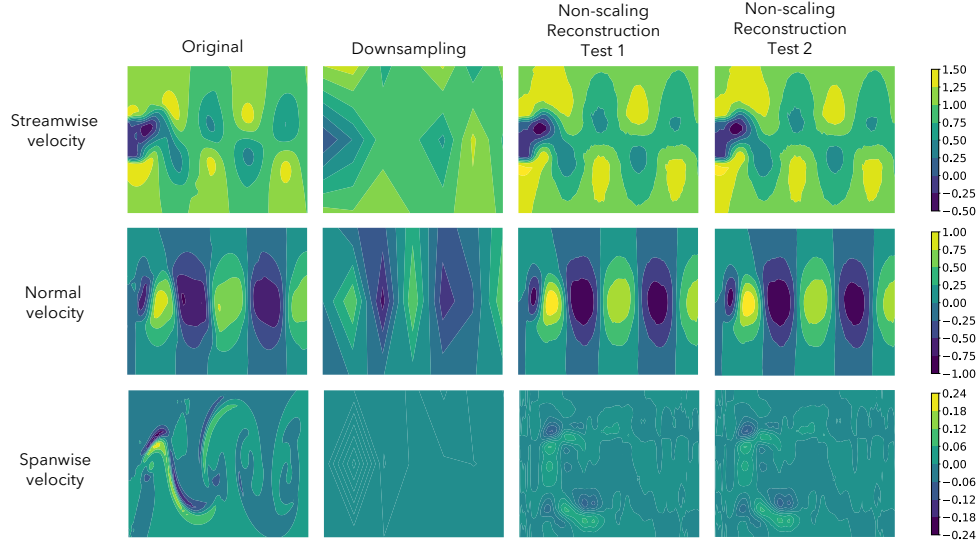 Original
Downsampling
Non-scaling
Reconstruction
Test 1
Non-scaling
Reconstruction
Test 2
Streamwise
velocity
1.50
1.25
1.00
0.75
0.50
0.25
0.00
−0.25
−0.50
Normal
velocity
1.00
0.75
0.50
0.25
0.00
−0.25
−0.50
−0.75
−1.00
Spanwise
velocity
0.24
0.18
0.12
0.06
0.00
−0.06
−0.12
−0.18
−0.24